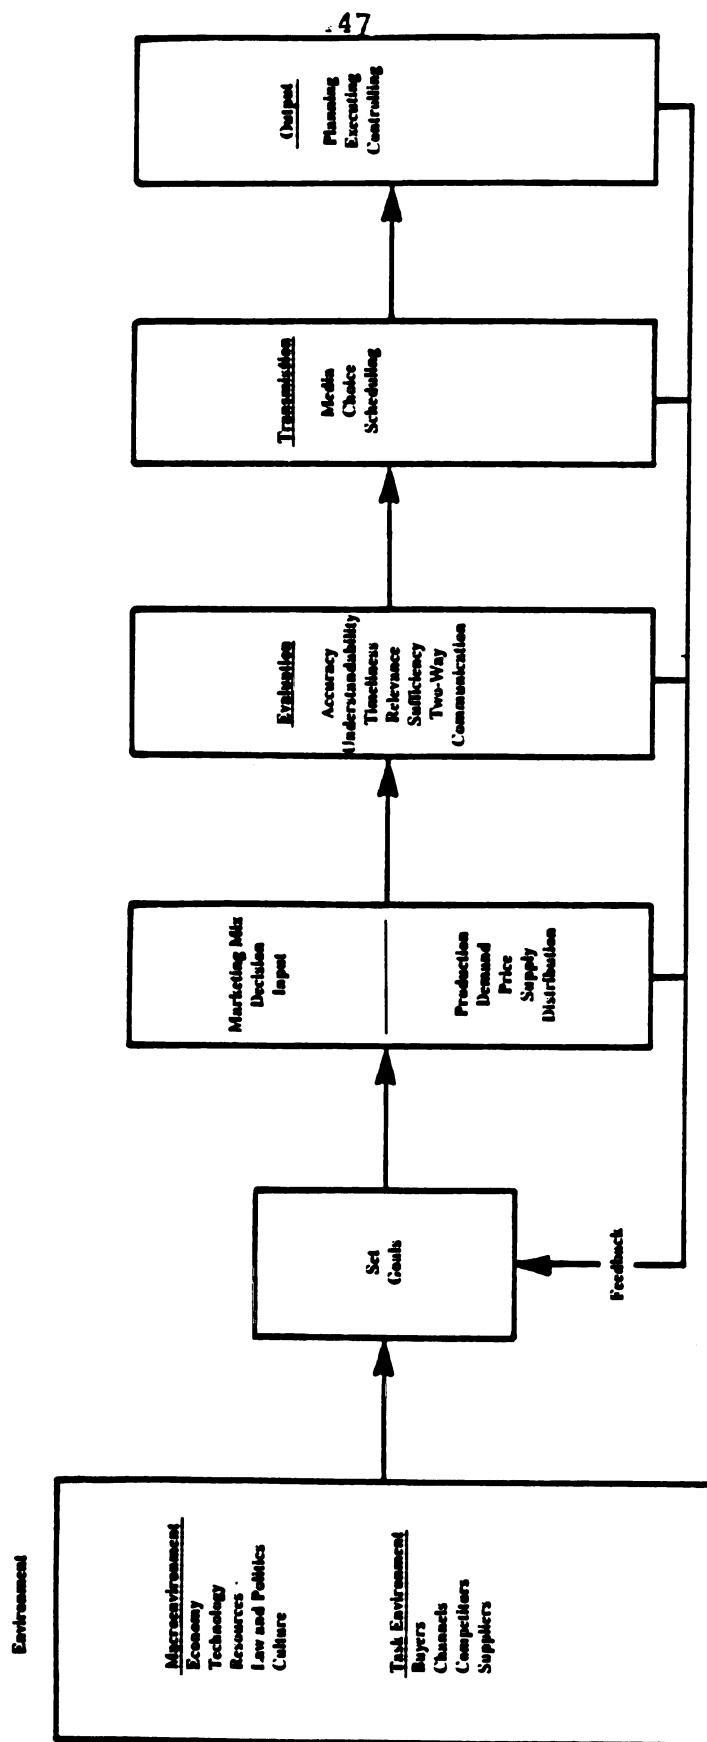 47
Environment
Macroenvironment
Economy
Technology
Resources
Law and Politics
Culture
Task Environment
Buyers
Channels
Competitors
Suppliers
Set
Goals
Feedback
Marketing Mix
Decision
Input
Production
Demand
Price
Supply
Distribution
Evaluation
Accuracy
Understandability
Timeliness
Relevance
Sufficiency
Two-Way
Communication
Transmission
Media
Choice
Scheduling
Output
Planning
Executing
Controlling